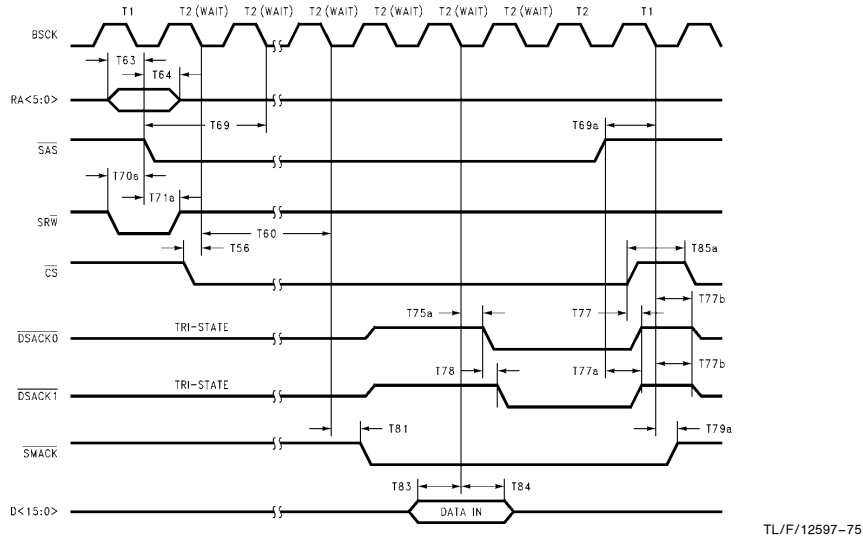 T1 T2 (WAIT) T2 (WAIT) T2 (WAIT) T2 (WAIT) T2 (WAIT) T2 (WAIT) T2 T1
BSCK
T63
T64
RA<5:0>
T69 T69a
SAS
T70a
T71a
SRW
T60
T56 T85a
CS
T77b
T75a T77
DSACK0 TRI-STATE
T77b
T78 T77a
DSACK1 TRI-STATE
T81 T79a
SMACK
T83 T84
D<15:0> DATA IN
TL/F/12597–75